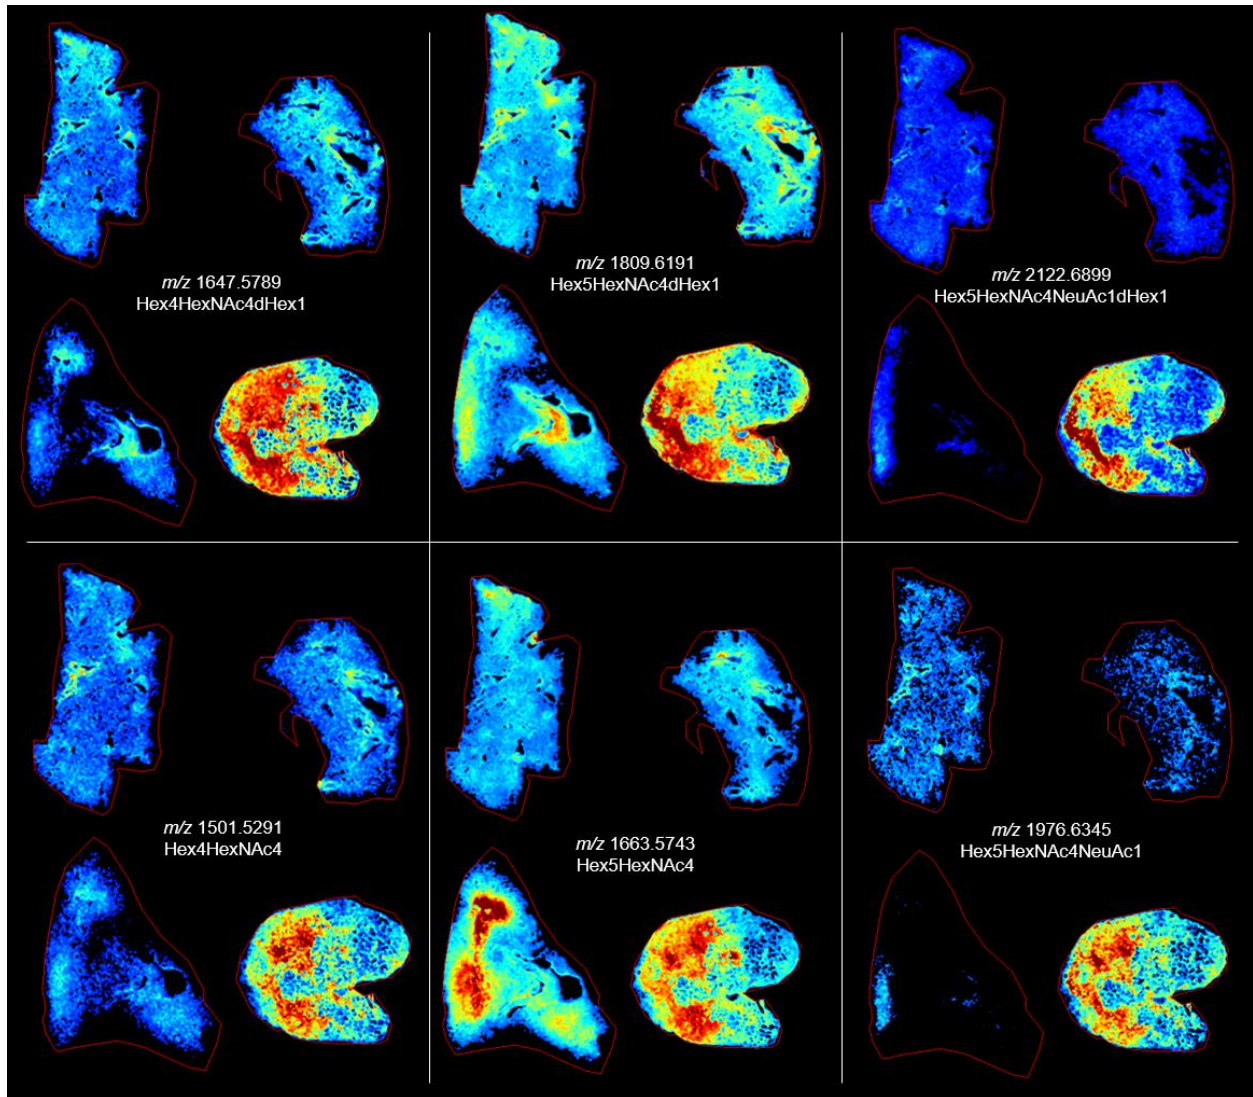 m/z 1647.5789
Hex4HexNAc4dHex1
m/z 1809.6191
Hex5HexNAc4dHex1
m/z 2122.6899
Hex5HexNAc4NeuAc1dHex1
m/z 1501.5291
Hex4HexNAc4
m/z 1663.5743
Hex5HexNAc4
m/z 1976.6345
Hex5HexNAc4NeuAc1